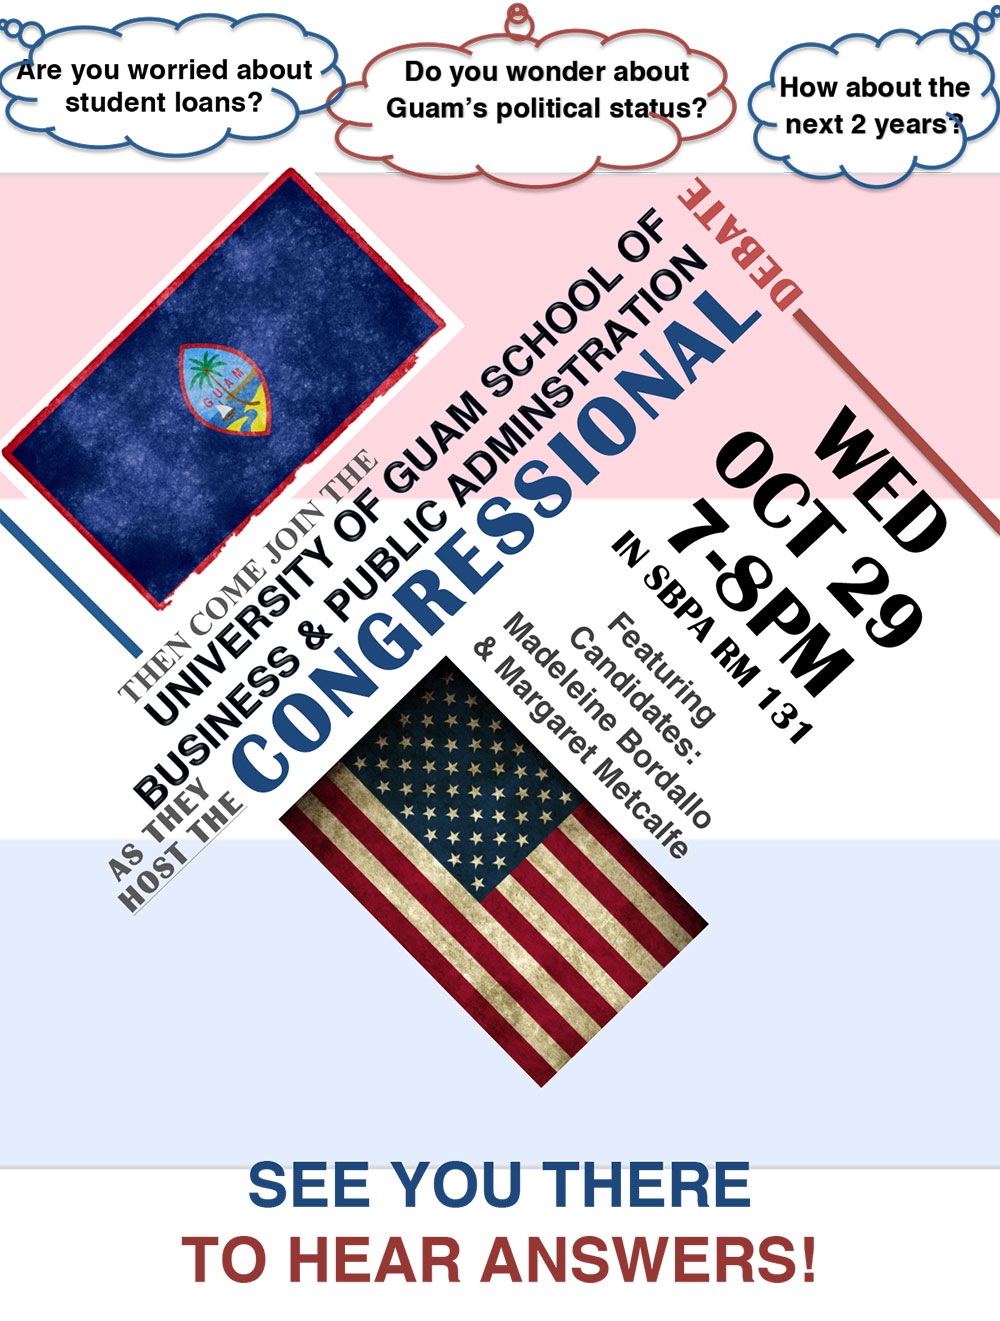 Are you worried about
student loans?
Do you wonder about
Guam's political status?
How about the
next 2 years?
GUAM
THEN COME JOIN THE
UNIVERSITY OF GUAM SCHOOL OF
BUSINESS & PUBLIC ADMINSTRATION
AS THEY
HOST THE
CONGRESSIONAL
DEBATE
WED
OCT 29
7-8PM
IN SBPA RM 131
Featuring
Candidates:
Madeleine Bordallo
& Margaret Metcalfe
SEE YOU THERE
TO HEAR ANSWERS!